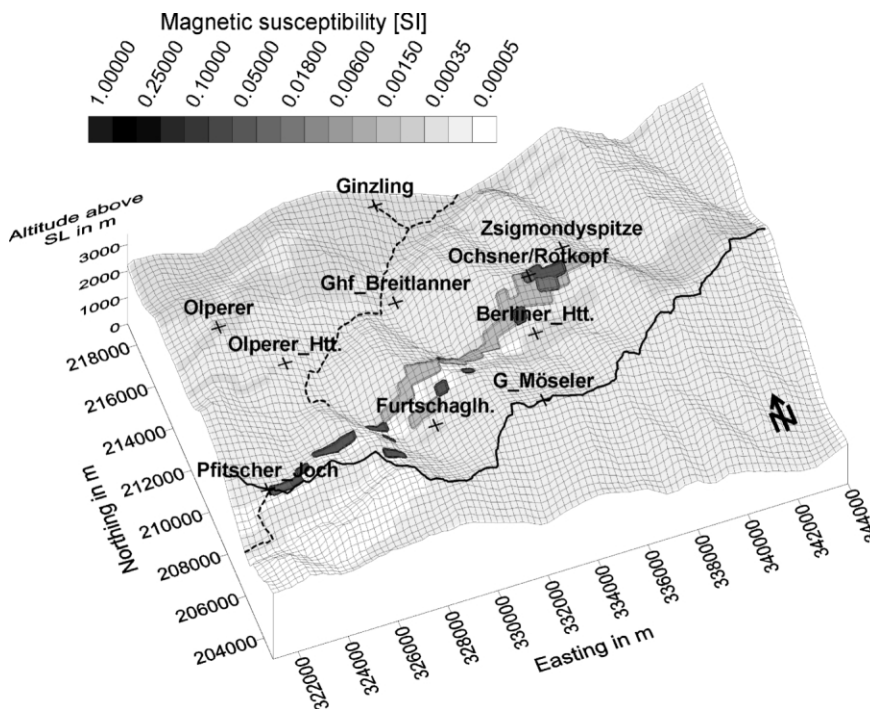 Magnetic susceptibility [SI]
1.00000
0.25000
0.10000
0.05000
0.01800
0.00600
0.00150
0.00035
0.00005
Ginzling
Altitude above
SL in m
3000
2000
1000
0
Zsigmondyspitze
Ochsner/Rotkopf
Ghf_Breitlanner
Olperer
Berliner_Htt.
Olperer_Htt.
G_Möseler
Furtschaglh.
Pfitscher_Joch
N
218000
216000
214000
212000
210000
208000
206000
204000
Northing in m
322000
324000
326000
328000
330000
332000
334000
336000
338000
340000
342000
344000
Easting in m